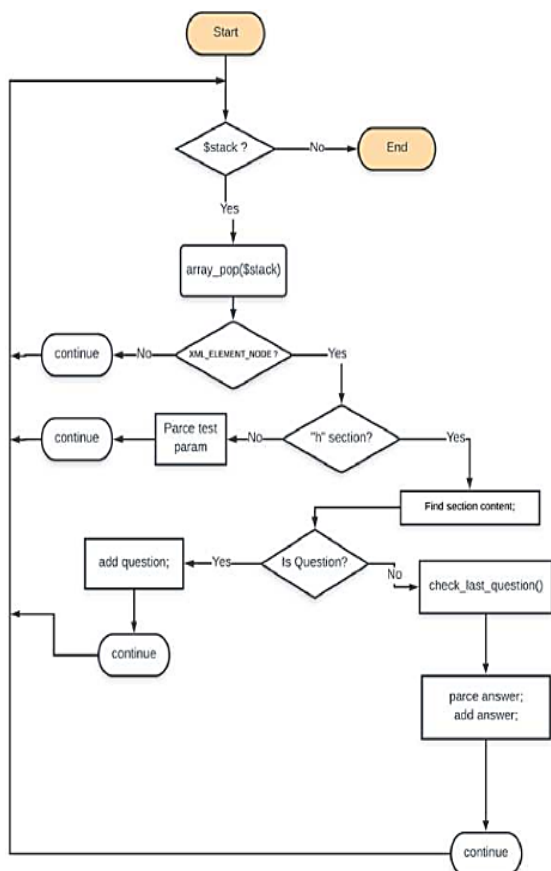 Start
$stack ?
No
End
Yes
array_pop($stack)
XML_ELEMENT_NODE ?
No
continue
Yes
"h" section?
No
Parce test
param
continue
Yes
Find section content;
Is Question?
Yes
add question;
continue
No
check_last_question()
parce answer;
add answer;
continue